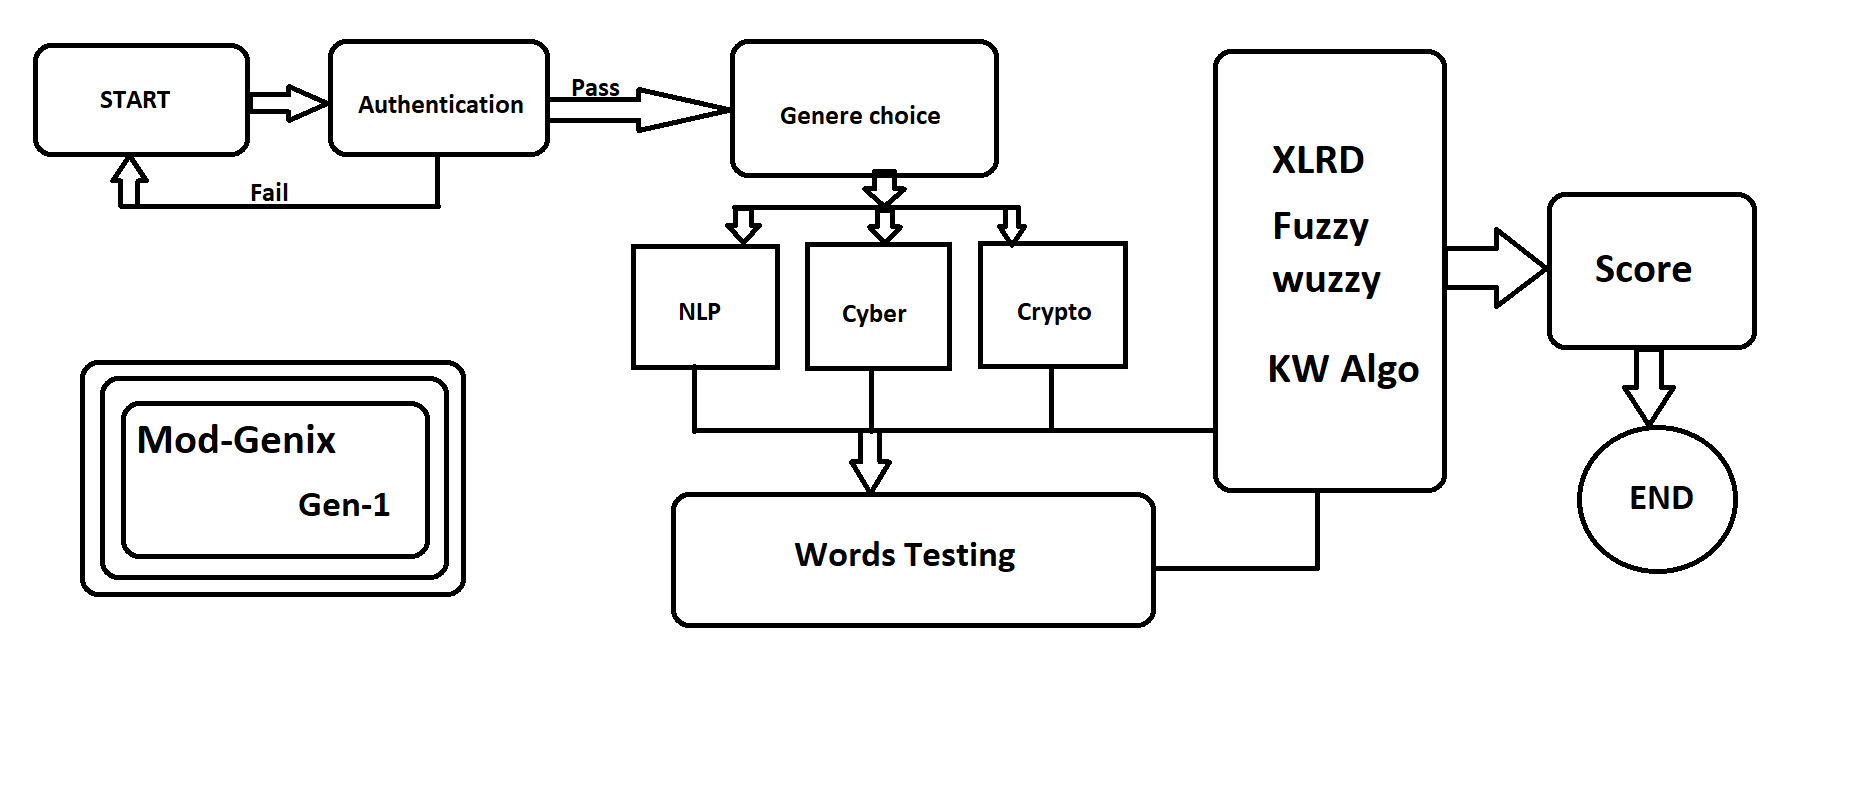 START
Authentication
Pass
Fail
Genere choice
NLP
Cyber
Crypto
Words Testing
XLRD
Fuzzy
wuzzy
KW Algo
Score
END
Mod-Genix
Gen-1